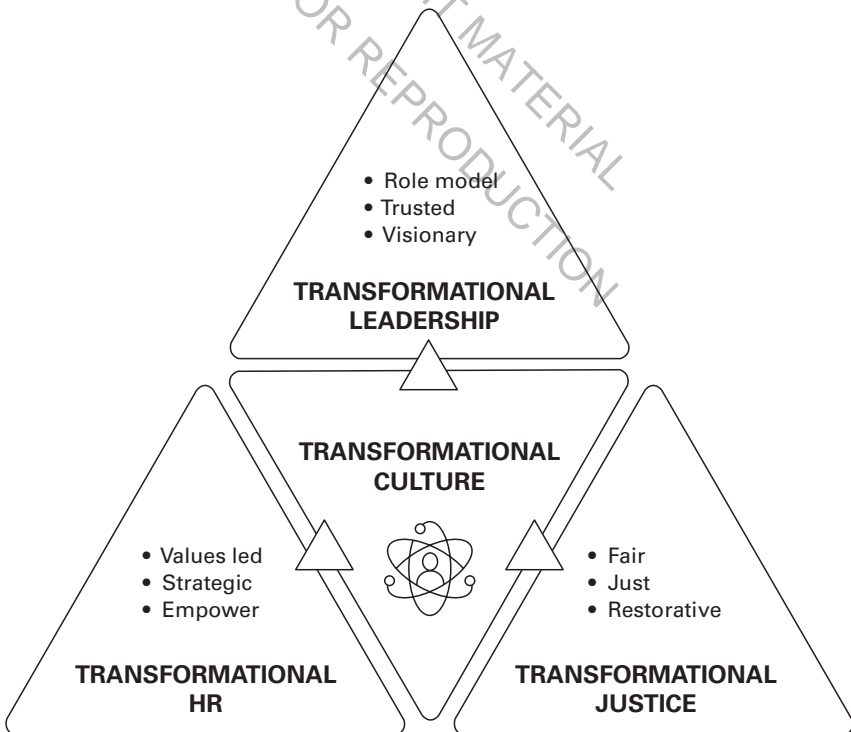 OR REPRODUCTION
T MATERIAL
• Role model
• Trusted
• Visionary
TRANSFORMATIONAL
LEADERSHIP
TRANSFORMATIONAL
CULTURE
• Values led
• Strategic
• Empower
TRANSFORMATIONAL
HR
• Fair
• Just
• Restorative
TRANSFORMATIONAL
JUSTICE